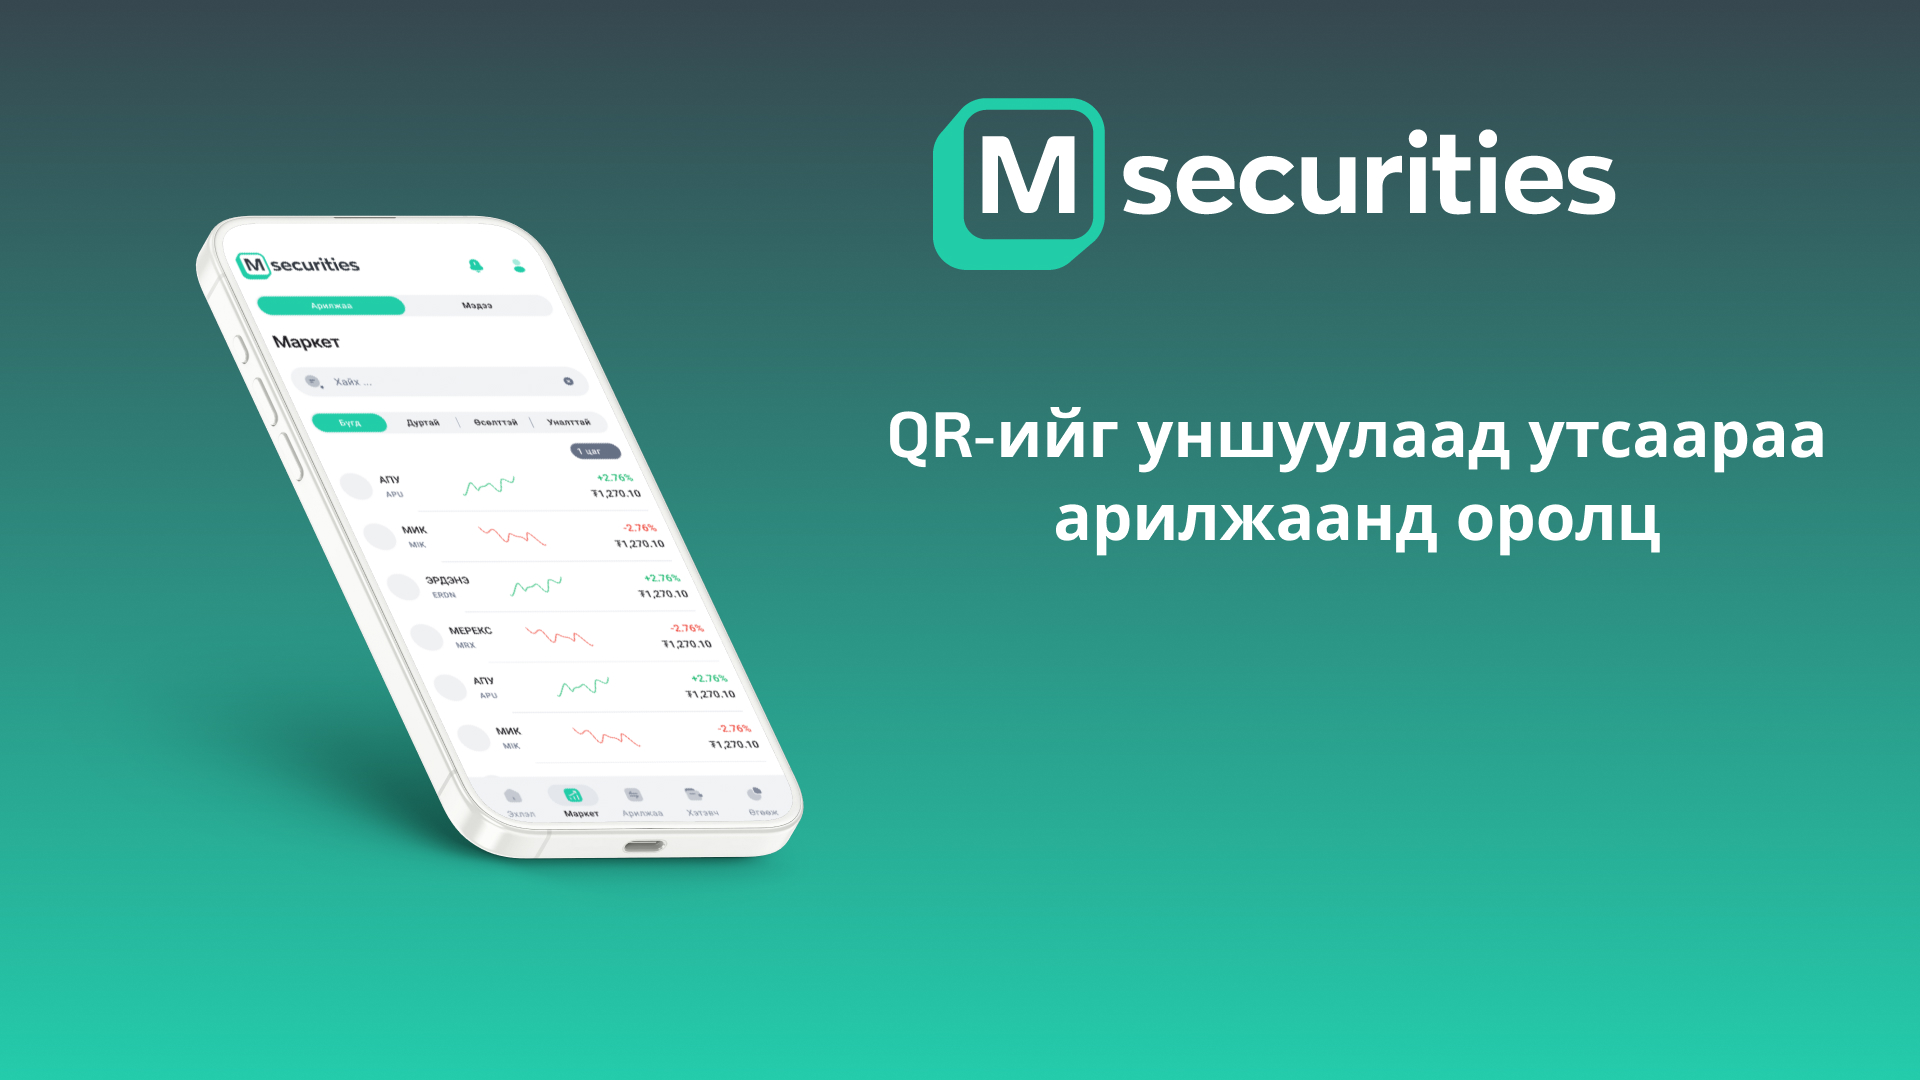 M securities
QR-ийг уншуулаад утсаараа
арилжаанд оролц
M securities
Арилжаа
Мэдээ
Маркет
Хайх ...
Бүгд
Дуртай
Өсөлттэй
Уналттай
1 цаг
АПУ
APU
+2.76%
₮1,270.10
МИК
MIK
-2.76%
₮1,270.10
ЭРДЭНЭ
ERDN
+2.76%
₮1,270.10
МЕРЕКС
MRX
-2.76%
₮1,270.10
АПУ
APU
+2.76%
₮1,270.10
МИК
MIK
-2.76%
₮1,270.10
Эхлэл
Маркет
Арилжаа
Хэтэвч
Өгөөж